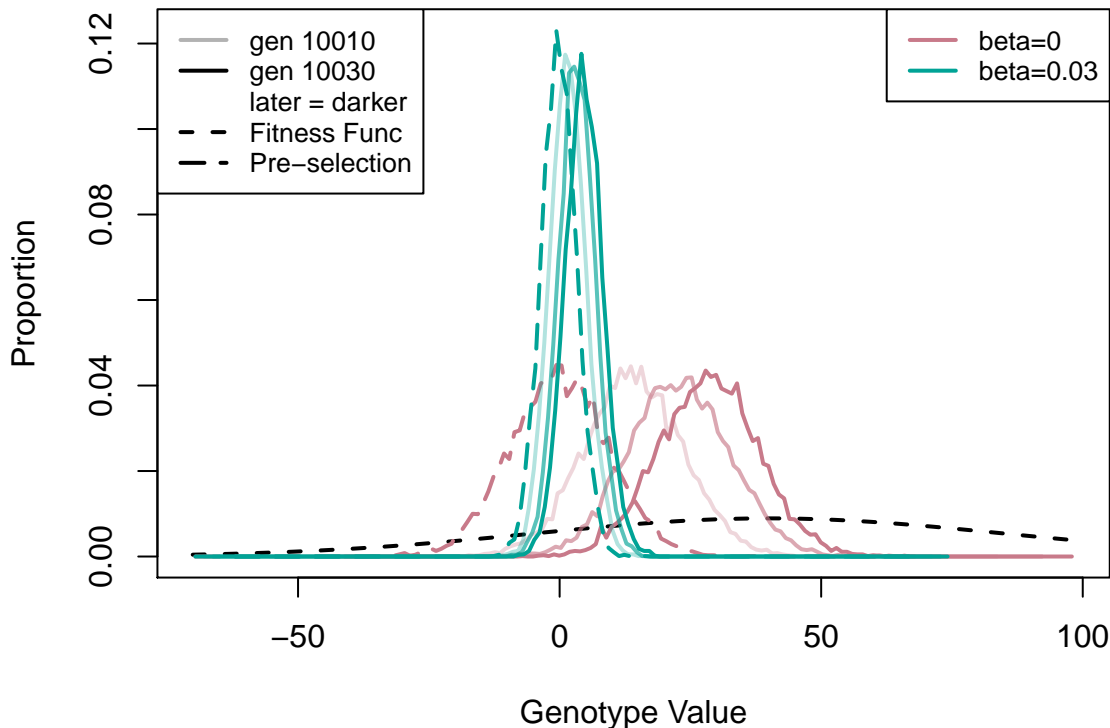 gen 10010
gen 10030
later = darker
Fitness Func
Pre−selection
beta=0
beta=0.03
Proportion
0.12
0.08
0.04
0.00
−50
0
50
100
Genotype Value